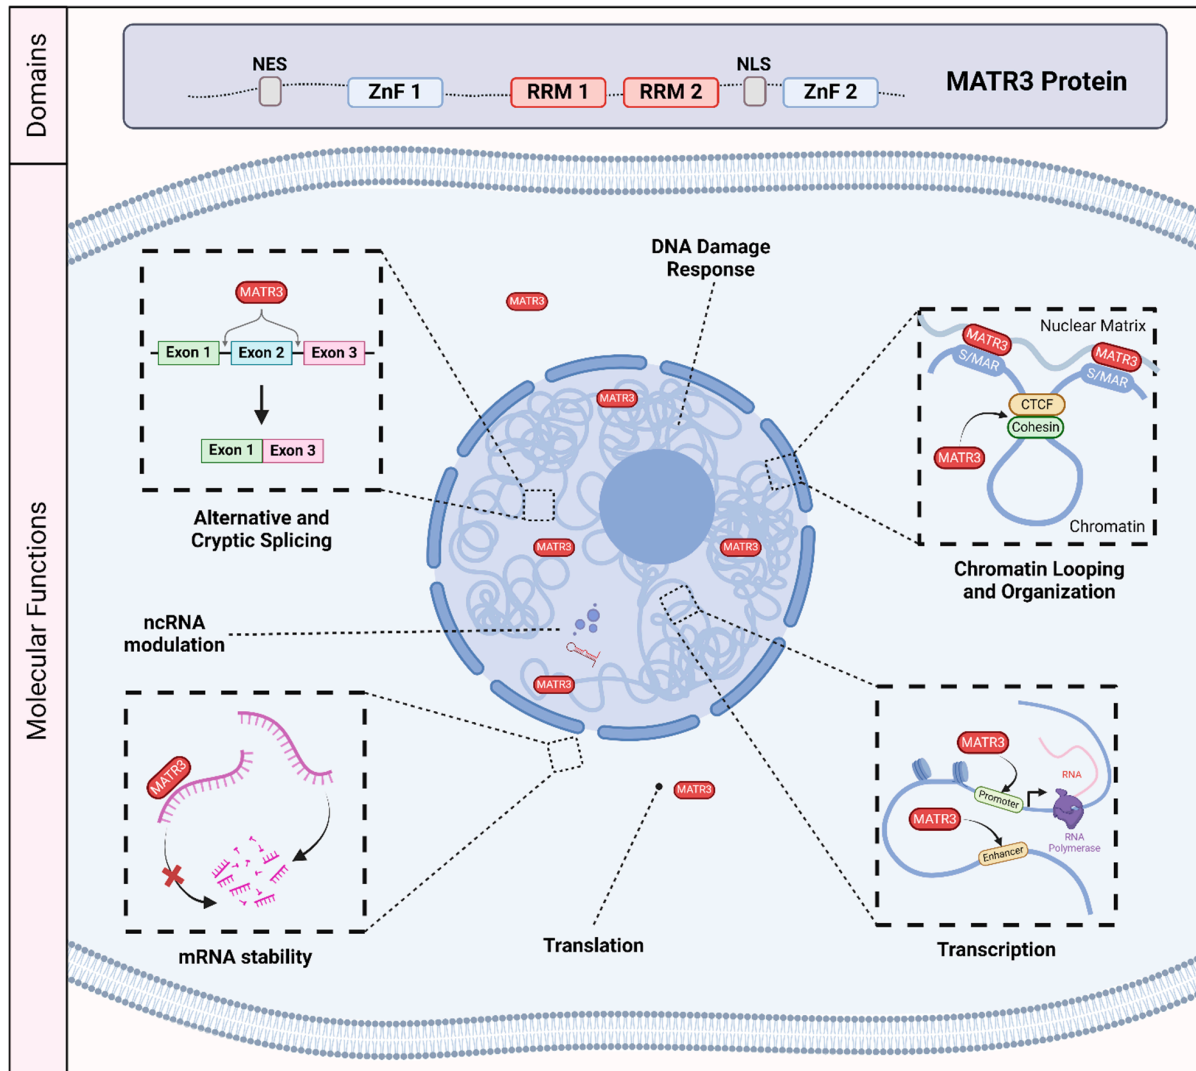 Domains
NES
ZnF 1
RRM 1
RRM 2
NLS
ZnF 2
MATR3 Protein
Molecular Functions
MATR3
Exon 1
Exon 2
Exon 3
Exon 1
Exon 3
Alternative and
Cryptic Splicing
MATR3
DNA Damage
Response
MATR3
MATR3
MATR3
MATR3
Nuclear Matrix
MATR3
MATR3
S/MAR
S/MAR
CTCF
Cohesin
MATR3
Chromatin
Chromatin Looping
and Organization
ncRNA
modulation
MATR3
mRNA stability
MATR3
Translation
MATR3
RNA
Promoter
MATR3
RNA
Polymerase
Enhancer
Transcription